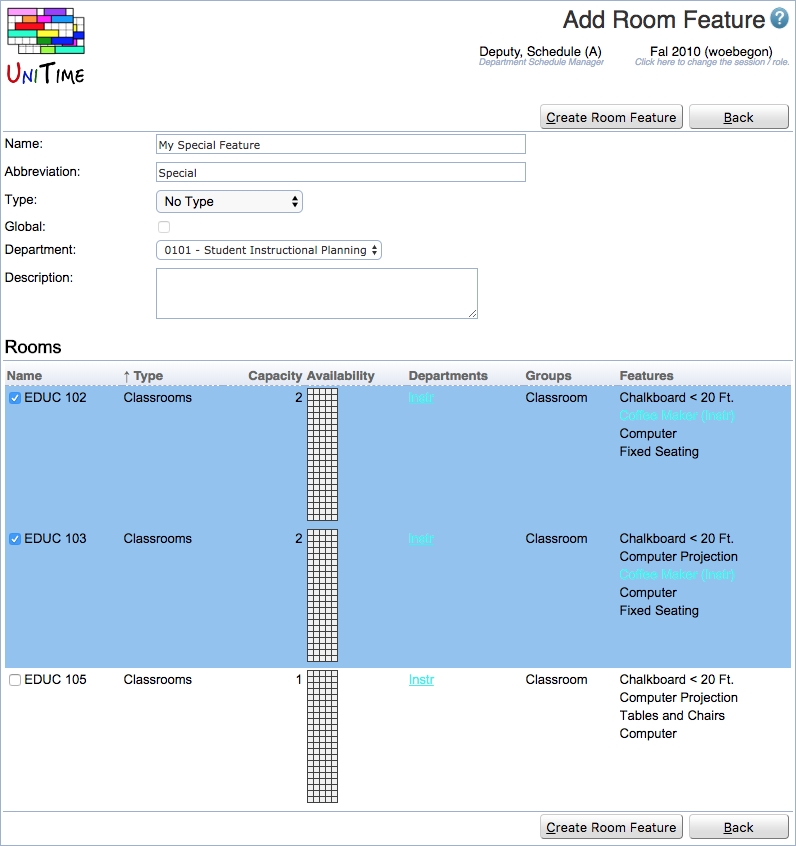 Add Room Feature ?
UNITIME
Deputy, Schedule (A)
Department Schedule Manager
Fal 2010 (woebegon)
Click here to change the session / role.
Create Room Feature Back
Name: My Special Feature
Abbreviation: Special
Type: No Type
Global:
Department: 0101 - Student Instructional Planning
Description:
Rooms
Name ↑ Type Capacity Availability Departments Groups Features
EDUC 102 Classrooms 2 Instr Classroom Chalkboard < 20 Ft.
Coffee Maker (Instr)
Computer
Fixed Seating
EDUC 103 Classrooms 2 Instr Classroom Chalkboard < 20 Ft.
Computer Projection
Coffee Maker (Instr)
Computer
Fixed Seating
EDUC 105 Classrooms 1 Instr Classroom Chalkboard < 20 Ft.
Computer Projection
Tables and Chairs
Computer
Create Room Feature Back